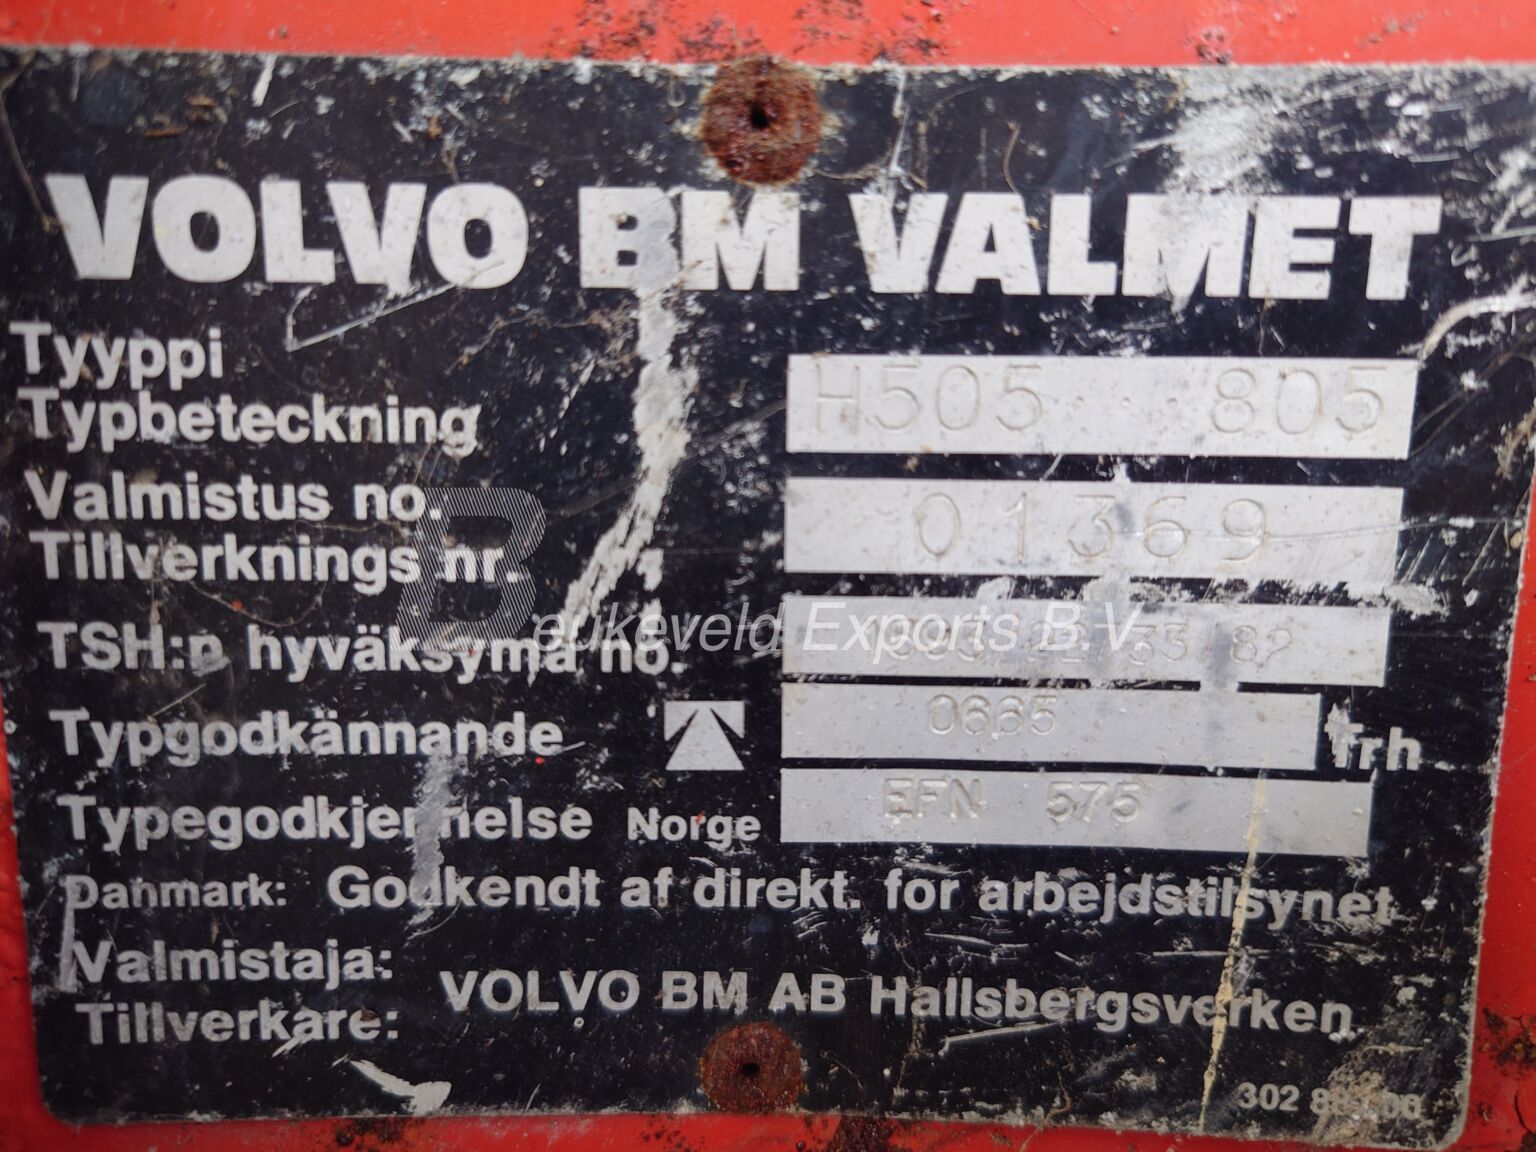 VOLVO BM VALMET
Tyyppi
Typbeteckning
H505 805
Valmistus no.
Tillverknings nr.
01369
TSH:n hyväksymä no.
Typgodkännande
0665 Trh
Typegodkjennelse Norge EFN 575
Danmark: Godkendt af direkt. for arbejdstilsynet
Valmistaja:
Tillverkare:
VOLVO BM AB Hallsbergsverken
302
Beukeveld Exports B.V.